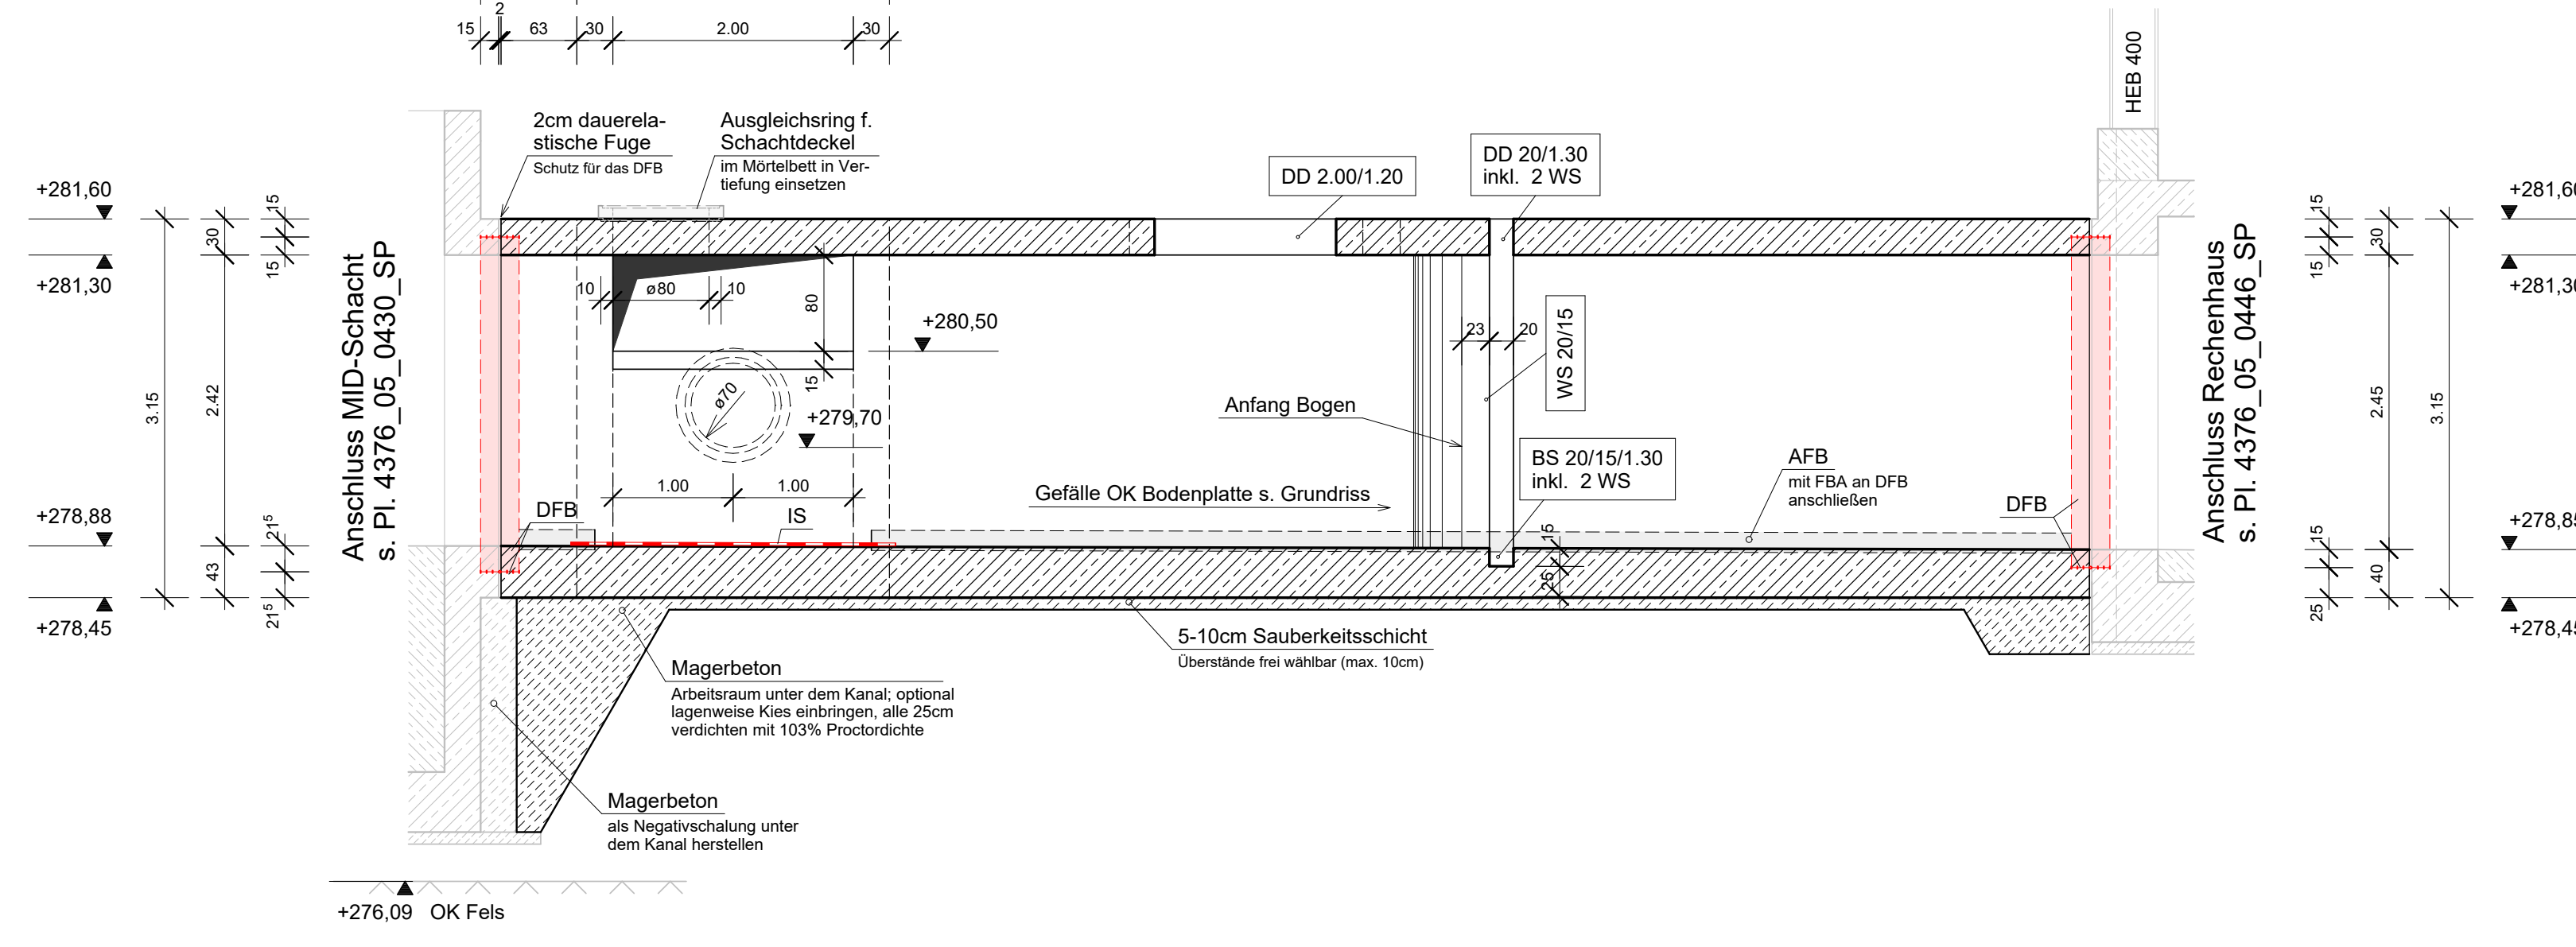 2
15
63
30
2.00
30
HEB 400
2cm dauerela-
stische Fuge
Schutz für das DFB
Ausgleichsring f.
Schachtdeckel
im Mörtelbett in Ver-
tiefung einsetzen
DD 2.00/1.20
DD 20/1.30
inkl. 2 WS
+281,60
+281,30
+278,88
+278,45
3.15
30
2.42
43
15
15
21⁵
21⁵
Anschluss MID-Schacht
s. Pl. 4376_05_0430_SP
10
ø80
10
80
15
+280,50
ø70
+279,70
1.00
1.00
DFB
IS
Gefälle OK Bodenplatte s. Grundriss
Anfang Bogen
23
20
WS 20/15
BS 20/15/1.30
inkl. 2 WS
15
25
AFB
mit FBA an DFB
anschließen
DFB
Anschluss Rechenhaus
s. Pl. 4376_05_0446_SP
15
15
15
25
30
2.45
40
3.15
+281,60
+281,30
+278,85
+278,45
5-10cm Sauberkeitsschicht
Überstände frei wählbar (max. 10cm)
Magerbeton
Arbeitsraum unter dem Kanal; optional
lagenweise Kies einbringen, alle 25cm
verdichten mit 103% Proctordichte
Magerbeton
als Negativschalung unter
dem Kanal herstellen
+276,09 OK Fels